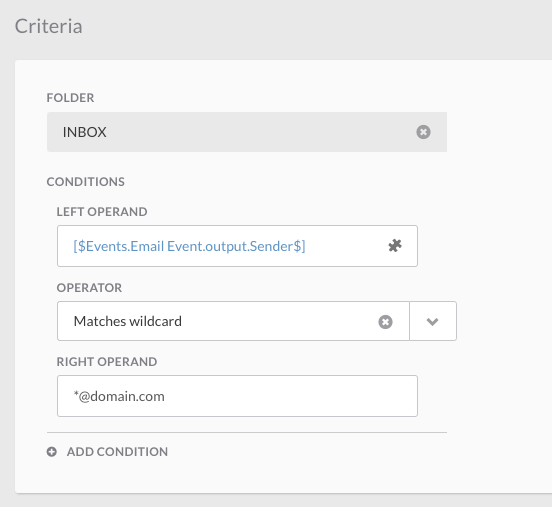 Criteria
FOLDER
INBOX
CONDITIONS
LEFT OPERAND
[$Events.Email Event.output.Sender$]
OPERATOR
Matches wildcard
RIGHT OPERAND
*@domain.com
ADD CONDITION